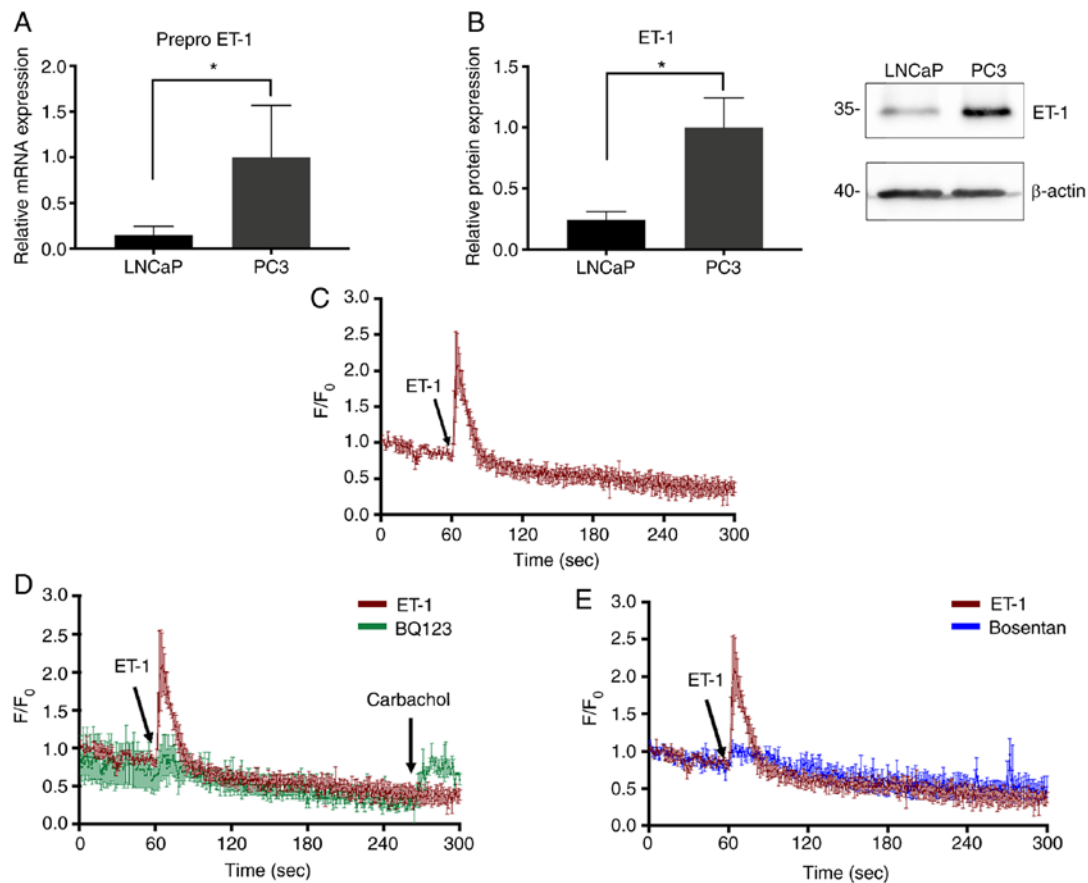 A
Prepro ET-1
*
Relative mRNA expression
2.0
1.5
1.0
0.5
0.0
LNCaP PC3
B
ET-1
*
Relative protein expression
1.5
1.0
0.5
0.0
LNCaP PC3
LNCaP PC3
35-
ET-1
40-
β-actin
C
F/F0
3.0
2.5
2.0
1.5
1.0
0.5
0.0
ET-1
0 60 120 180 240 300
Time (sec)
D
F/F0
3.0
2.5
2.0
1.5
1.0
0.5
0.0
ET-1
BQ123
ET-1
Carbachol
0 60 120 180 240 300
Time (sec)
E
F/F0
3.0
2.5
2.0
1.5
1.0
0.5
0.0
ET-1
Bosentan
ET-1
0 60 120 180 240 300
Time (sec)